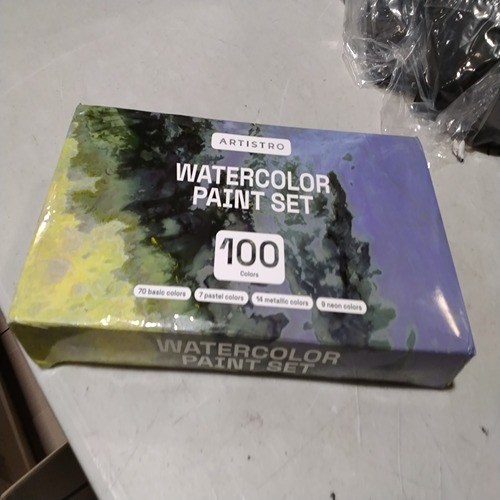 ARTISTRO
WATERCOLOR
PAINT SET
100
Colors
70 basic colors
7 pastel colors
14 metallic colors
9 neon colors
WATERCOLOR
PAINT SET